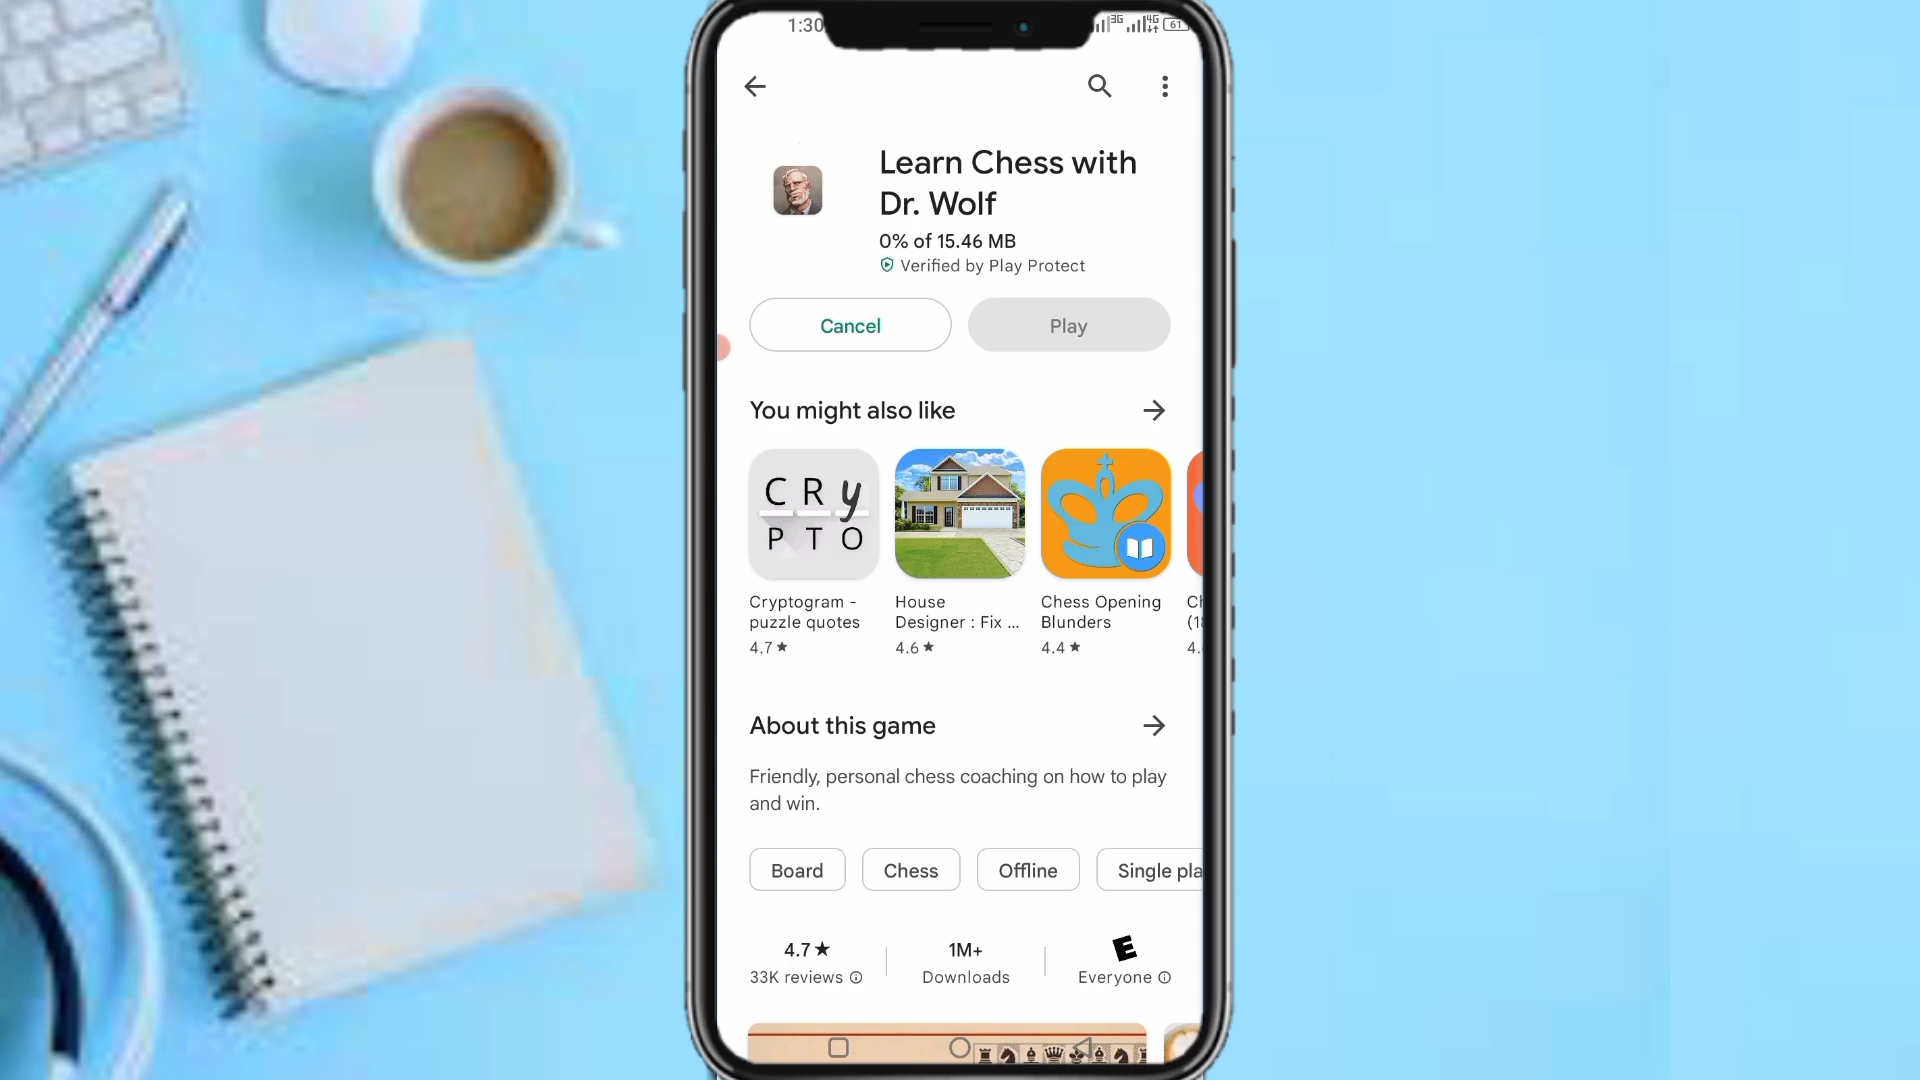 1:30
3G
4G
61
Learn Chess with
Dr. Wolf
0% of 15.46 MB
Verified by Play Protect
Cancel
Play
You might also like
C R y
P T O
Cryptogram -
puzzle quotes
4.7 ★
House
Designer : Fix ...
4.6 ★
Chess Opening
Blunders
4.4 ★
About this game
Friendly, personal chess coaching on how to play
and win.
Board
Chess
Offline
Single pla
4.7 ★
33K reviews
1M+
Downloads
E
Everyone